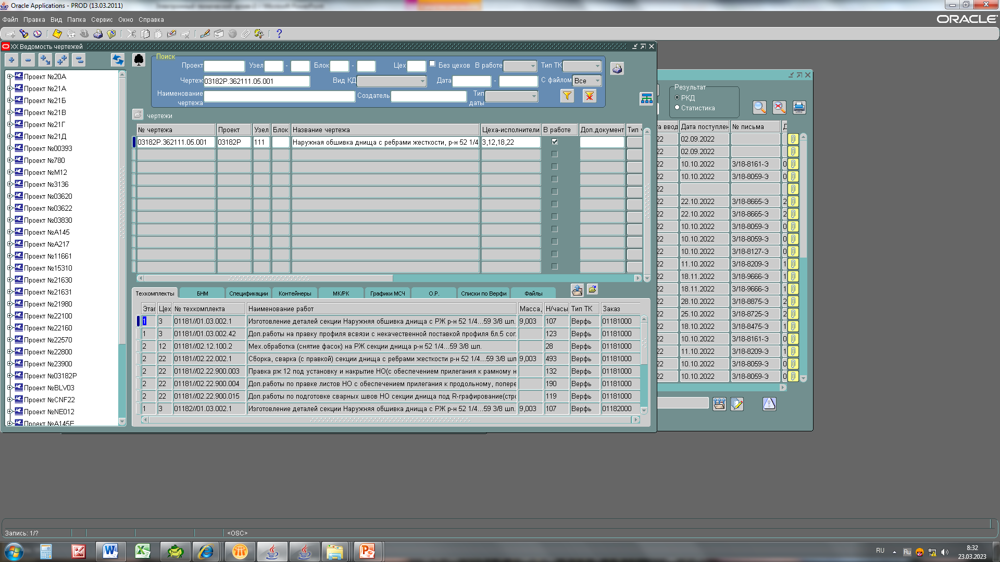 Oracle Applications - PROD (13.03.2011)
Файл Правка Вид Папка Сервис Окно Справка
ORACLE
XX Ведомость чертежей
Поиск
Проект Узел - Блок - Цех Без цехов В работе Тип ТК
Чертеж 03182Р.362111.05.001 Вид КД Дата - С файлом Все
Наименование чертежа Создатель Тип даты
чертежи
№ чертежа Проект Узел Блок Название чертежа Цеха-исполнители В работе Доп.документ Тип ч
03182Р.362111.05.001 03182Р 111 Наружная обшивка днища с ребрами жесткости, р-н 52 1/4 3,12,18,22
Проект №20А
Проект №21А
Проект №21Б
Проект №21В
Проект №21Г
Проект №21Д
Проект №00393
Проект №780
Проект №М12
Проект №3136
Проект №03620
Проект №03622
Проект №03830
Проект №А145
Проект №А217
Проект №11661
Проект №15310
Проект №21630
Проект №21631
Проект №21980
Проект №22100
Проект №22160
Проект №22570
Проект №22800
Проект №23900
Проект №03182Р
Проект №BLV03
Проект №CNF22
Проект №NE012
Проект №А145Е
Техкомплекты БНМ Спецификации Контейнеры МК/РК Графики МСЧ О.Р. Списки по Верфи Файлы
Этап Цех № техкомплекта Наименование работ Масса, Н/часы Тип ТК Заказ
1 3 01181//01.03.002.1 Изготовление деталей секции Наружняя обшивка днища с РЖ р-н 52 1/4...59 3/8 шп. 9,003 107 Верфь 01181000
1 3 01181//01.03.002.42 Доп.работы на правку профиля всвязи с некачественной поставкой профиля бл.5 сог. 123 Верфь 01181000
2 12 01181//02.12.100.2 Мех.обработка (снятие фасок) на РЖ секции днища р-н 52 1/4...59 3/8 шп. 28 Верфь 01181000
2 22 01181//02.22.002.1 Сборка, сварка (с правкой) секции днища с ребрами жесткости р-н 52 1/4...59 3/8 шп 9,003 493 Верфь 01181000
2 22 01181//02.22.900.003 Правка рж 12 под установку и накрытие НО(с обеспечением прилегания к рамному н 132 Верфь 01181000
2 22 01181//02.22.900.004 Доп.работы по правке листов НО с обеспечением прилегания к продольному, попере 190 Верфь 01181000
2 22 01181//02.22.900.015 Доп.работы по подготовке сварных швов НО секции днища под R-графирование(стро 119 Верфь 01181000
1 3 01182//01.03.002.1 Изготовление деталей секции Наружняя обшивка днища с РЖ р-н 52 1/4...59 3/8 шп. 9,003 107 Верфь 01182000
Результат
РКД
Статистика
та ввод Дата поступлен № письма Д
22 02.09.2022
22 02.09.2022
22 10.10.2022 3/18-8161-Э 0
22 10.10.2022 3/18-8059-Э 0
22
22 22.10.2022 3/18-8665-Э 2
22 22.10.2022 3/18-8665-Э 2
22 10.10.2022 3/18-8059-Э 0
22 10.10.2022 3/18-8059-Э 0
22 10.10.2022 3/18-8127-Э 0
22 11.10.2022 3/18-8209-Э 1
22 18.11.2022 3/18-9666-Э 1
22 18.11.2022 3/18-9666-Э 1
22 28.10.2022 3/18-8875-Э 2
22 25.10.2022 3/18-8725-Э 2
22 18.10.2022 3/18-8475-Э 1
22 10.10.2022 3/18-8161-Э 0
22 11.10.2022 3/18-8209-Э 1
22 10.10.2022 3/18-8059-Э 0
22 10.10.2022 3/18-8059-Э 0
Запись: 1/? <OSC>
RU Ru 8:32
23.03.2023